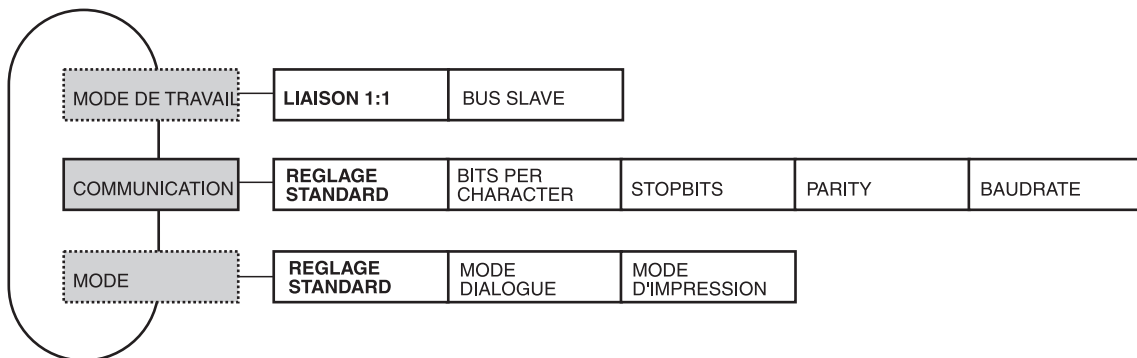 MODE DE TRAVAIL
LIAISON 1:1
BUS SLAVE
COMMUNICATION
REGLAGE
STANDARD
BITS PER
CHARACTER
STOPBITS
PARITY
BAUDRATE
MODE
REGLAGE
STANDARD
MODE
DIALOGUE
MODE
D'IMPRESSION